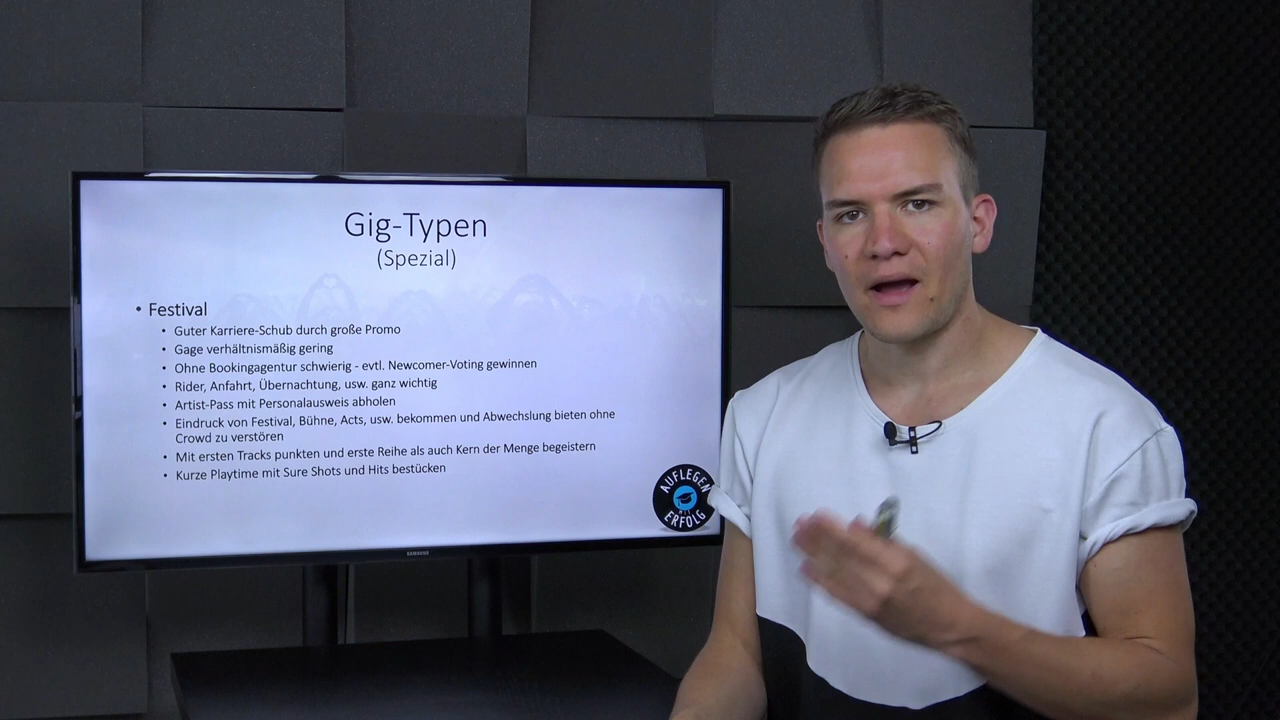 Gig-Typen
(Spezial)
• Festival
• Guter Karriere-Schub durch große Promo
• Gage verhältnismäßig gering
• Ohne Bookingagentur schwierig - evtl. Newcomer-Voting gewinnen
• Rider, Anfahrt, Übernachtung, usw. ganz wichtig
• Artist-Pass mit Personalausweis abholen
• Eindruck von Festival, Bühne, Acts, usw. bekommen und Abwechslung bieten ohne
Crowd zu verstören
• Mit ersten Tracks punkten und erste Reihe als auch Kern der Menge begeistern
• Kurze Playtime mit Sure Shots und Hits bestücken
AUFLEGEN
MIT
ERFOLG
SAMSUNG